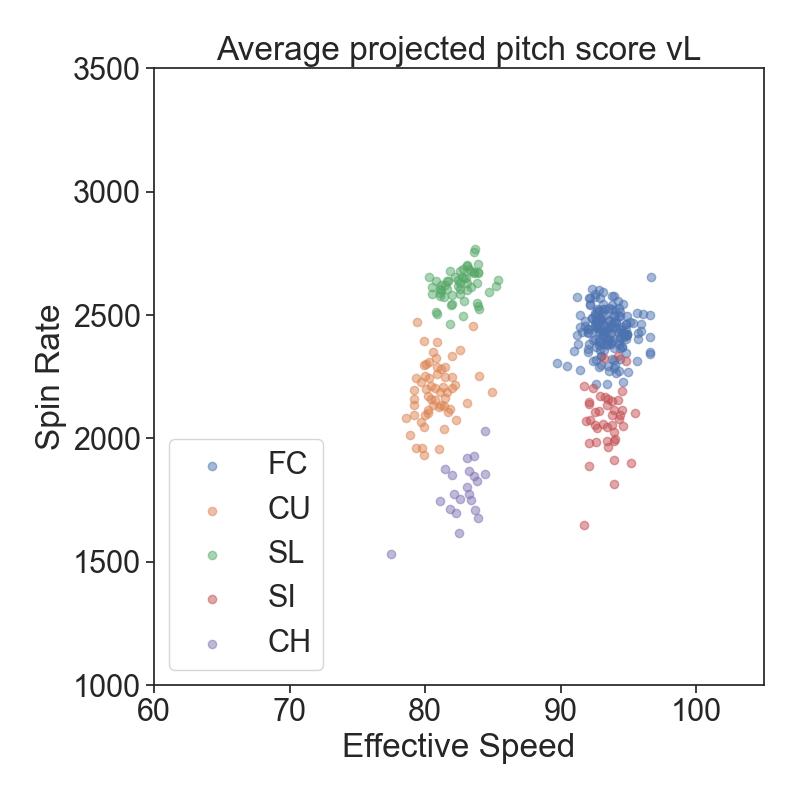 Average projected pitch score vL
3500
3000
2500
2000
1500
1000
Spin Rate
FC
CU
SL
SI
CH
60 70 80 90 100
Effective Speed